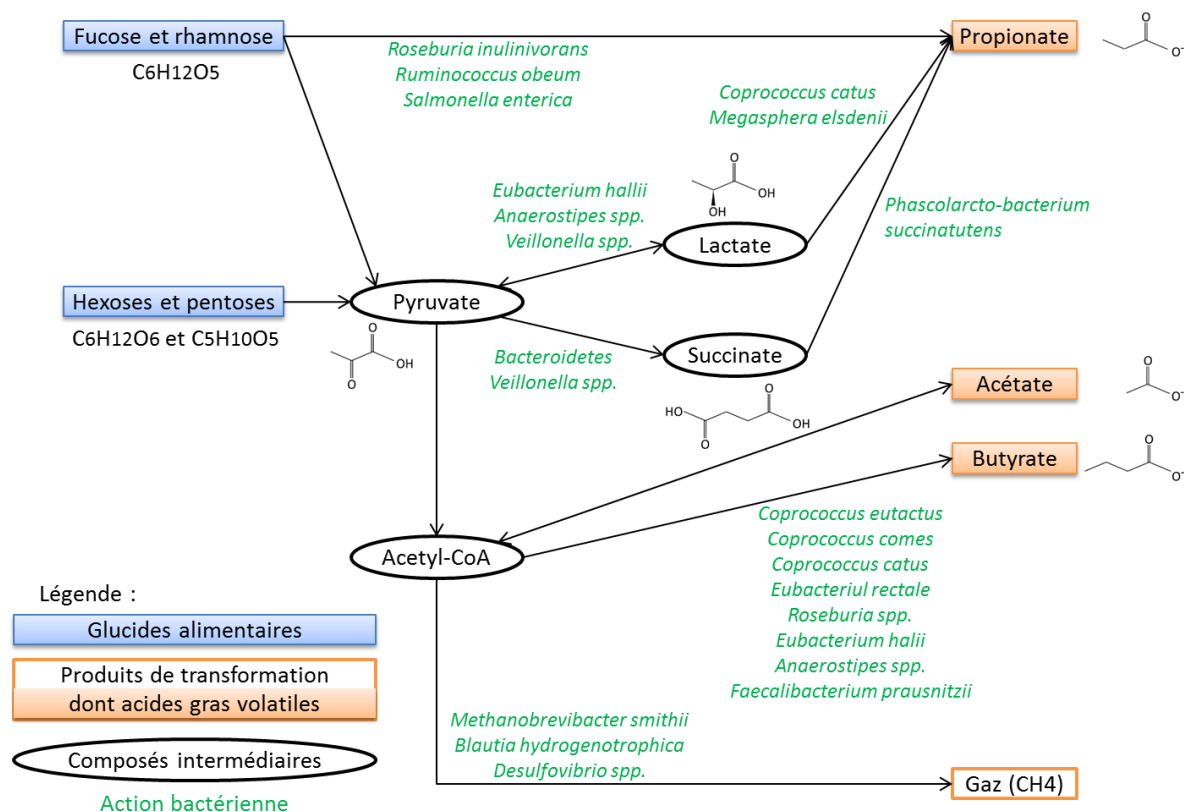 Fucose et rhamnose
C6H12O5
Roseburia inulinivorans
Ruminococcus obeum
Salmonella enterica
Propionate
O
O-
Coprococcus catus
Megasphera elsdenii
Eubacterium hallii
Anaerostipes spp.
Veillonella spp.
O
OH
OH
Lactate
Phascolarcto-bacterium
succinatutens
Hexoses et pentoses
C6H12O6 et C5H10O5
Pyruvate
O
OH
O
Bacteroidetes
Veillonella spp.
Succinate
O
HO
OH
O
Acétate
O
O-
Butyrate
O
O-
Coprococcus eutactus
Coprococcus comes
Coprococcus catus
Eubacteriul rectale
Roseburia spp.
Eubacterium halii
Anaerostipes spp.
Faecalibacterium prausnitzii
Acetyl-CoA
Methanobrevibacter smithii
Blautia hydrogenotrophica
Desulfovibrio spp.
Gaz (CH4)
Légende :
Glucides alimentaires
Produits de transformation
dont acides gras volatiles
Composés intermédiaires
Action bactérienne